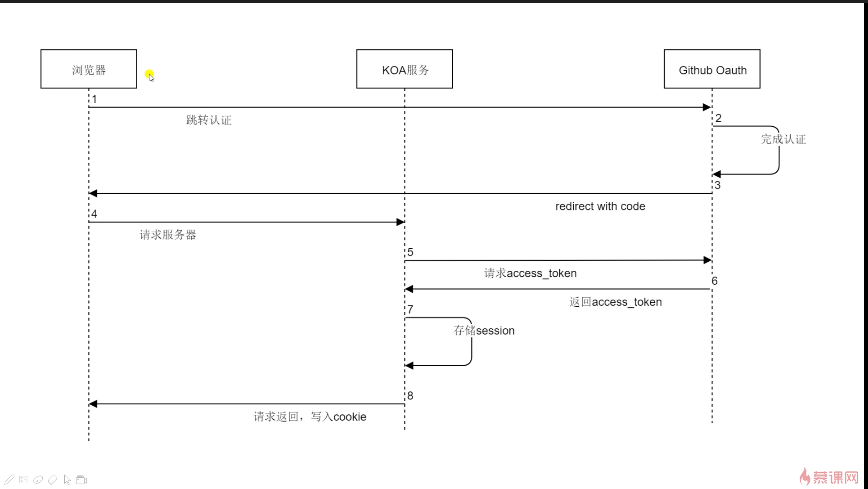 浏览器
KOA服务
Github Oauth
1
跳转认证
2
完成认证
3
redirect with code
4
请求服务器
5
请求access_token
6
返回access_token
7
存储session
8
请求返回，写入cookie
慕课网